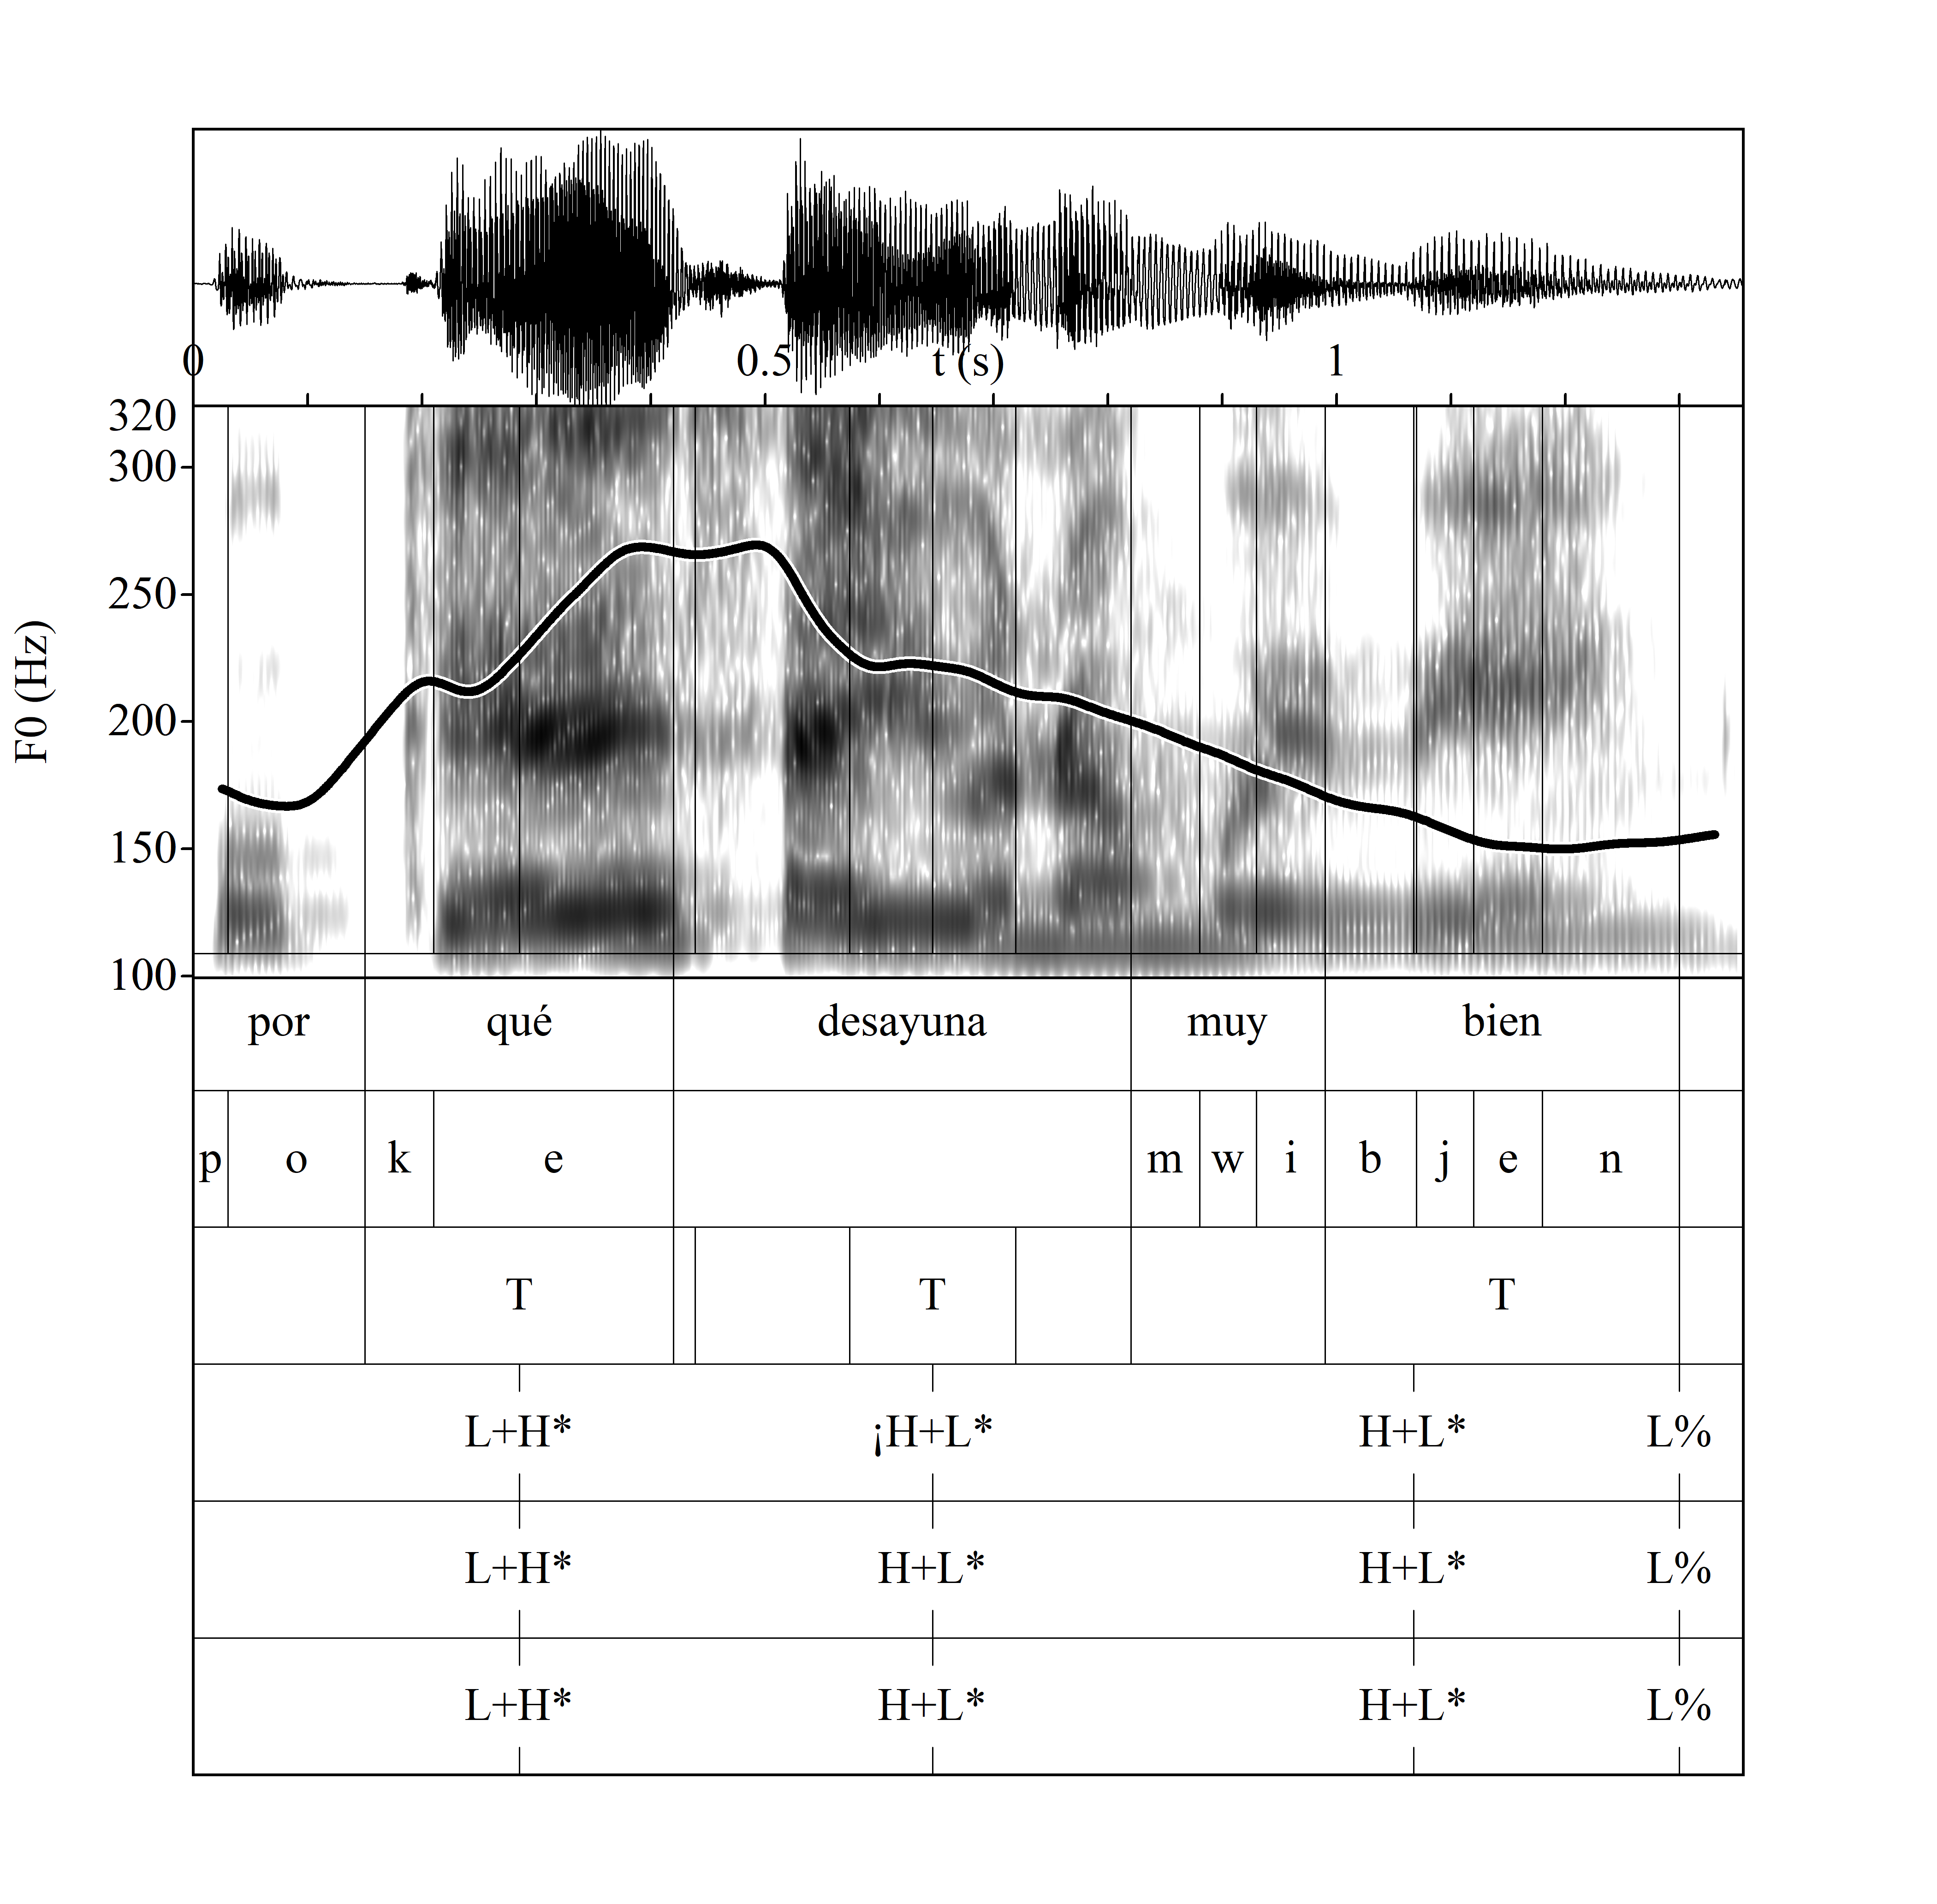 0 0.5 t (s) 1
320
300
250
200
150
100
F0 (Hz)
por qué desayuna muy bien
p o k e m w i b j e n
T T T
L+H* ¡H+L* H+L* L%
L+H* H+L* H+L* L%
L+H* H+L* H+L* L%